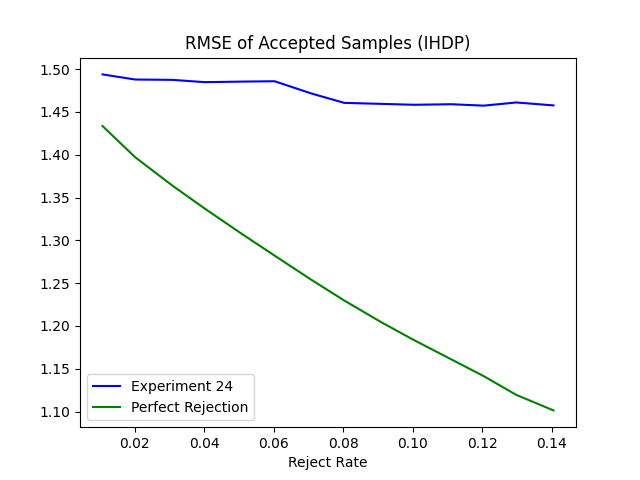 RMSE of Accepted Samples (IHDP)
1.50
1.45
1.40
1.35
1.30
1.25
1.20
1.15
1.10
Experiment 24
Perfect Rejection
0.02 0.04 0.06 0.08 0.10 0.12 0.14
Reject Rate